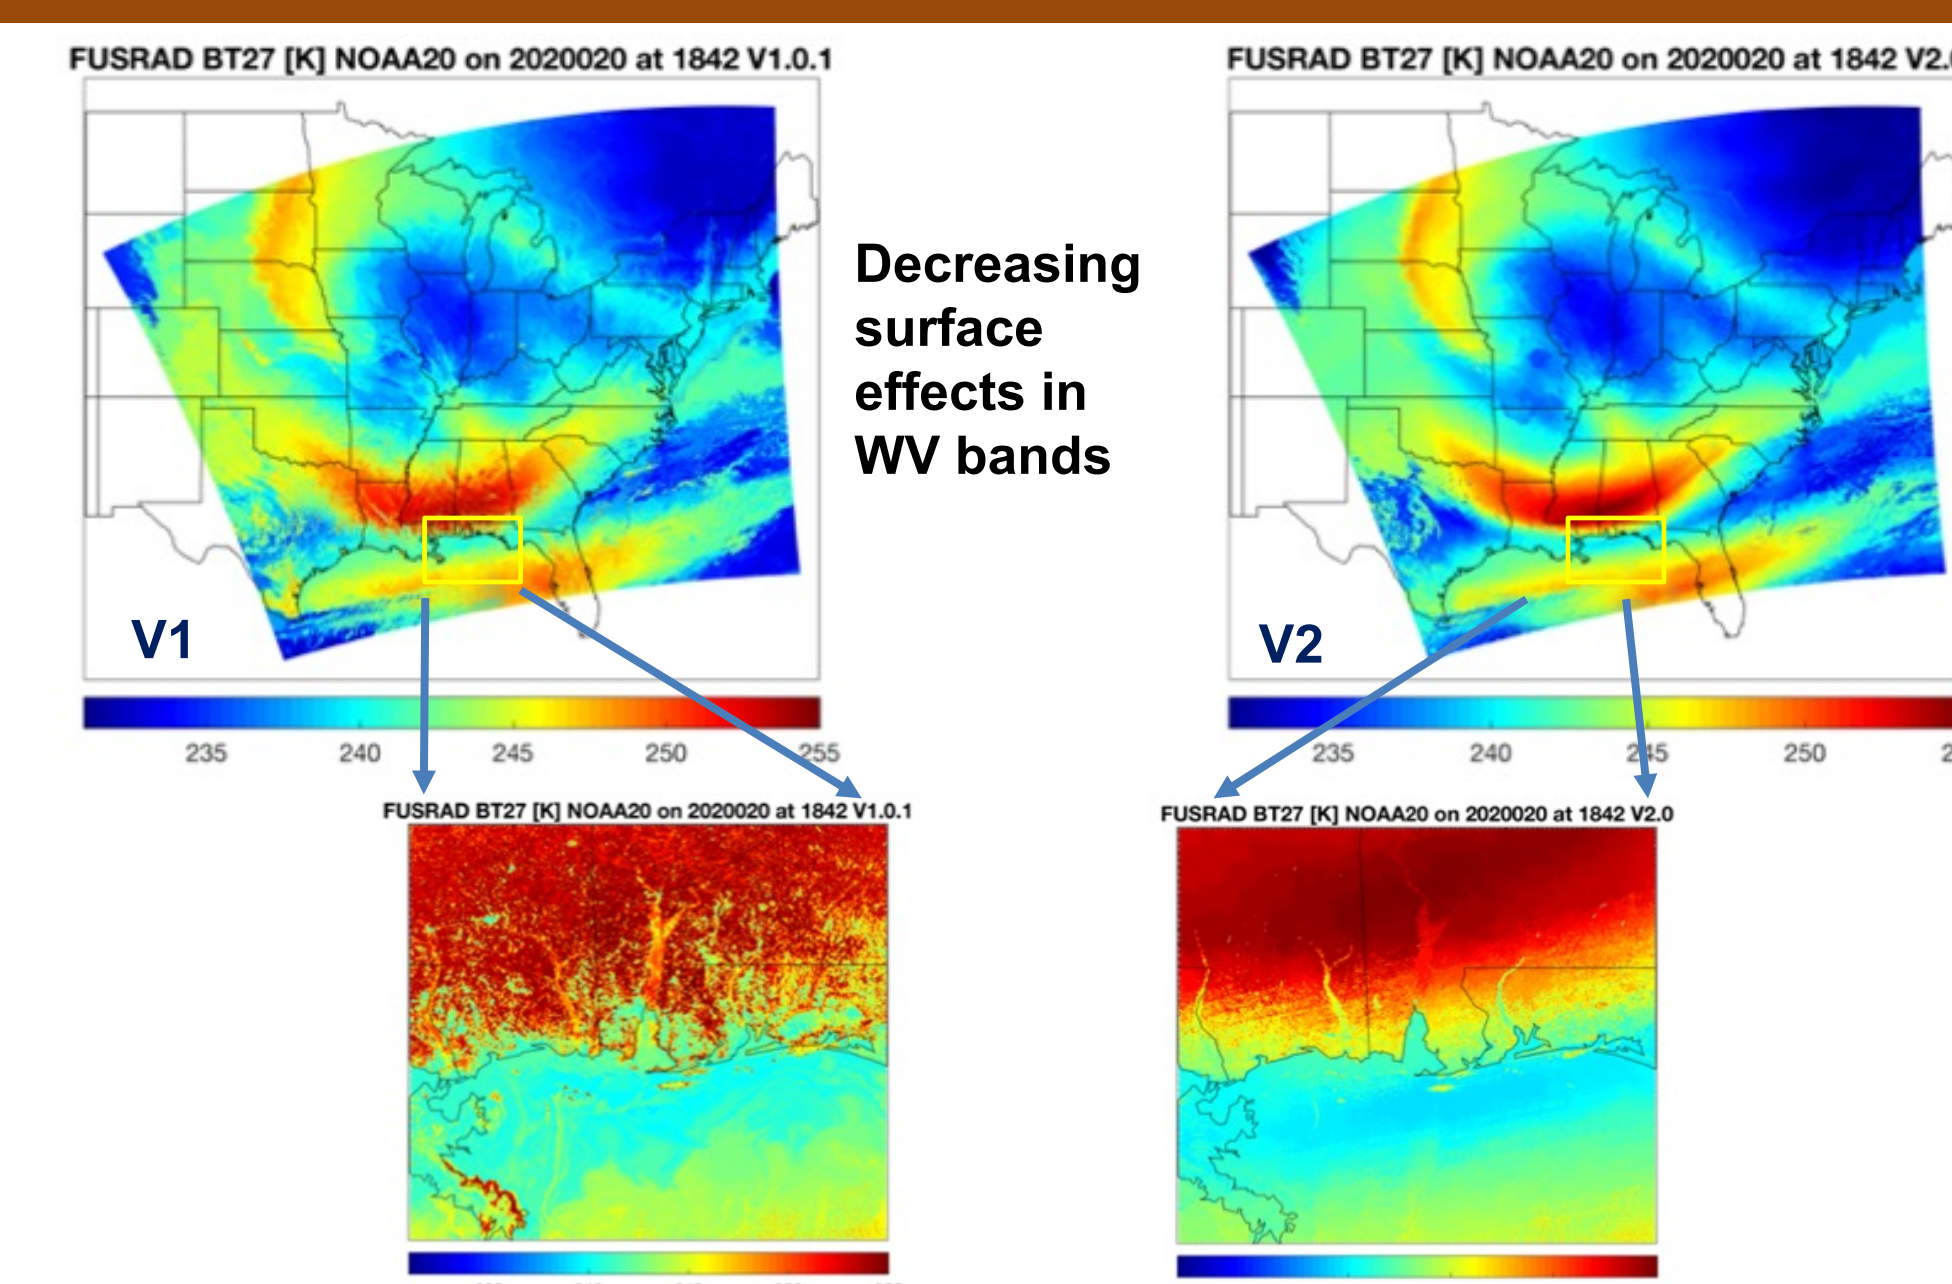 FUSRAD BT27 [K] NOAA20 on 2020020 at 1842 V1.0.1
FUSRAD BT27 [K] NOAA20 on 2020020 at 1842 V2.
Decreasing
surface
effects in
WV bands
V1
V2
235 240 245 250 255
235 240 245 250
FUSRAD BT27 [K] NOAA20 on 2020020 at 1842 V1.0.1
FUSRAD BT27 [K] NOAA20 on 2020020 at 1842 V2.0